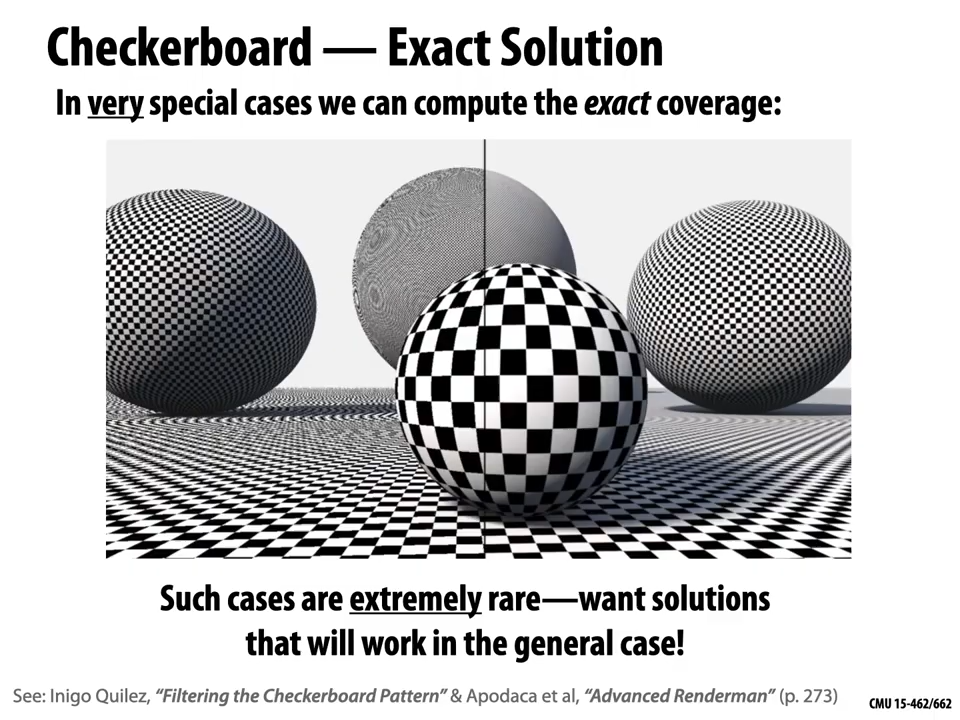 Checkerboard — Exact Solution
In very special cases we can compute the exact coverage:
Such cases are extremely rare—want solutions
that will work in the general case!
See: Inigo Quilez, “Filtering the Checkerboard Pattern” & Apodaca et al, “Advanced Renderman” (p. 273)
CMU 15-462/662